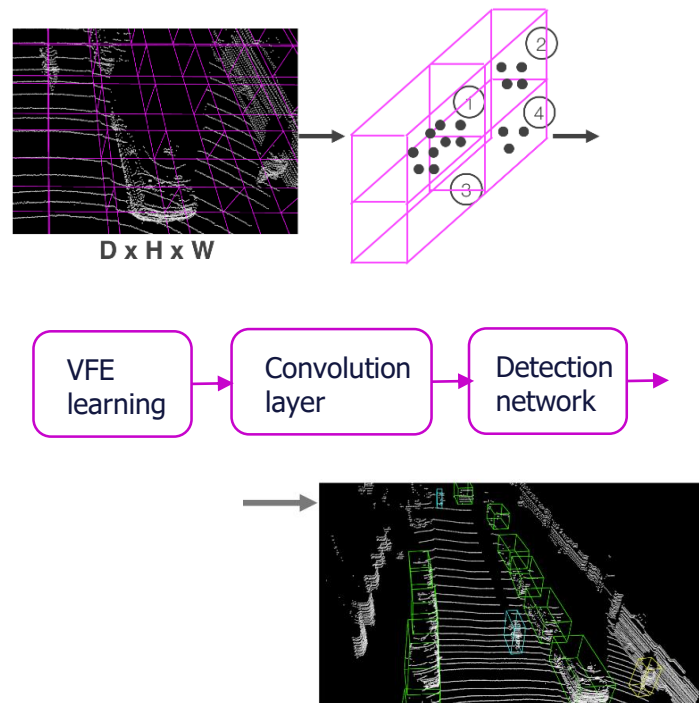 2
1
4
3
D x H x W
VFE
learning
Convolution
layer
Detection
network